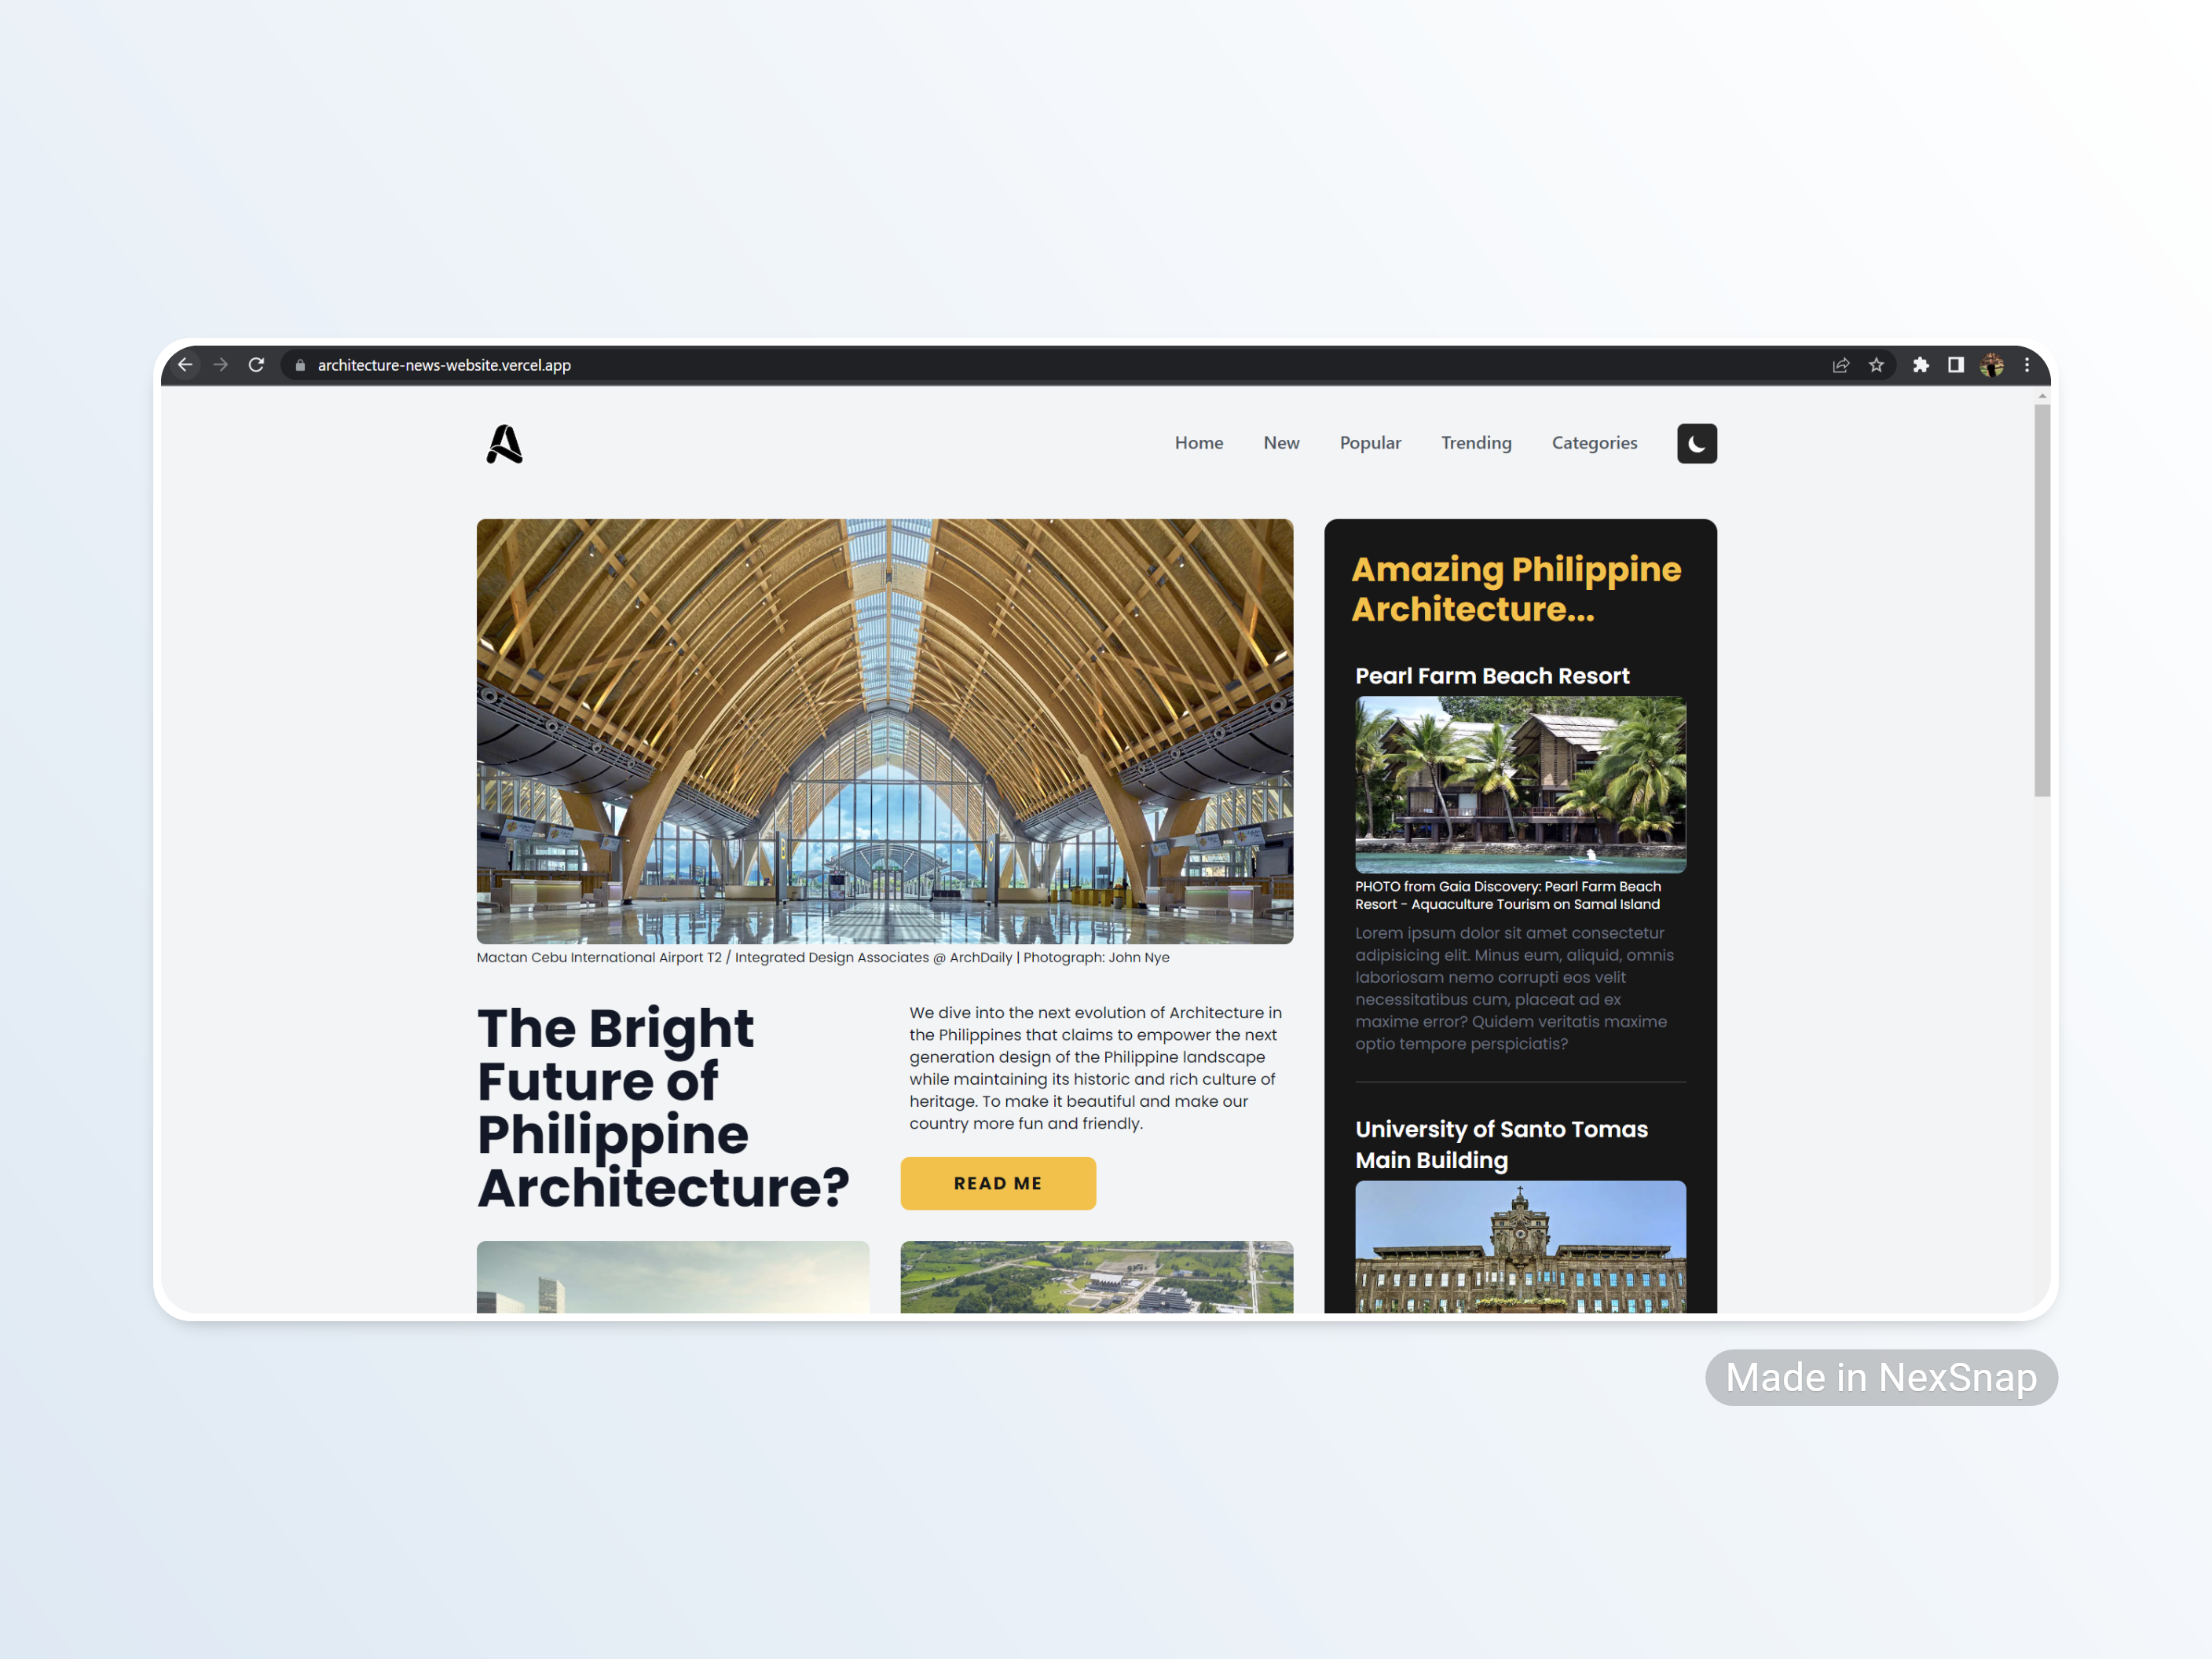 architecture-news-website.vercel.app
Home New Popular Trending Categories
Mactan Cebu International Airport T2 / Integrated Design Associates @ ArchDaily | Photograph: John Nye
The Bright
Future of
Philippine
Architecture?
We dive into the next evolution of Architecture in
the Philippines that claims to empower the next
generation design of the Philippine landscape
while maintaining its historic and rich culture of
heritage. To make it beautiful and make our
country more fun and friendly.
READ ME
Amazing Philippine
Architecture...
Pearl Farm Beach Resort
PHOTO from Gaia Discovery: Pearl Farm Beach
Resort - Aquaculture Tourism on Samal Island
Lorem ipsum dolor sit amet consectetur
adipisicing elit. Minus eum, aliquid, omnis
laboriosam nemo corrupti eos velit
necessitatibus cum, placeat ad ex
maxime error? Quidem veritatis maxime
optio tempore perspiciatis?
University of Santo Tomas
Main Building
Made in NexSnap